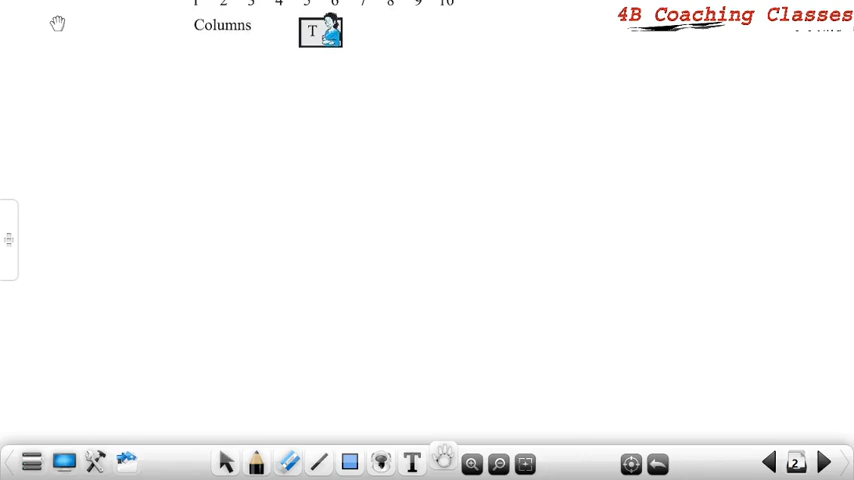 1 2 3 4 5 6 7 8 9 10
4B Coaching Classes
Columns
T
T
2